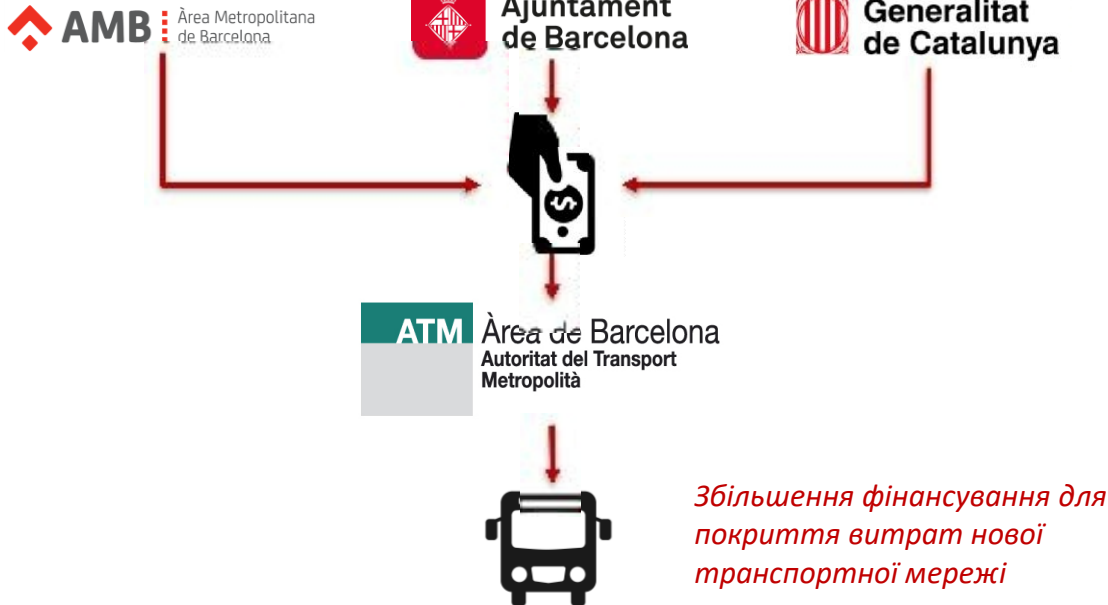 AMB Àrea Metropolitana
de Barcelona
Ajuntament
de Barcelona
Generalitat
de Catalunya
$
ATM Àrea de Barcelona
Autoritat del Transport
Metropolità
Збільшення фінансування для
покриття витрат нової
транспортної мережі